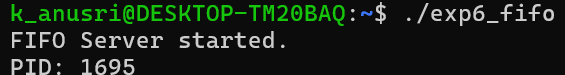 k_anusri@DESKTOP-TM20BAQ:~$ ./exp6_fifo
FIFO Server started.
PID: 1695